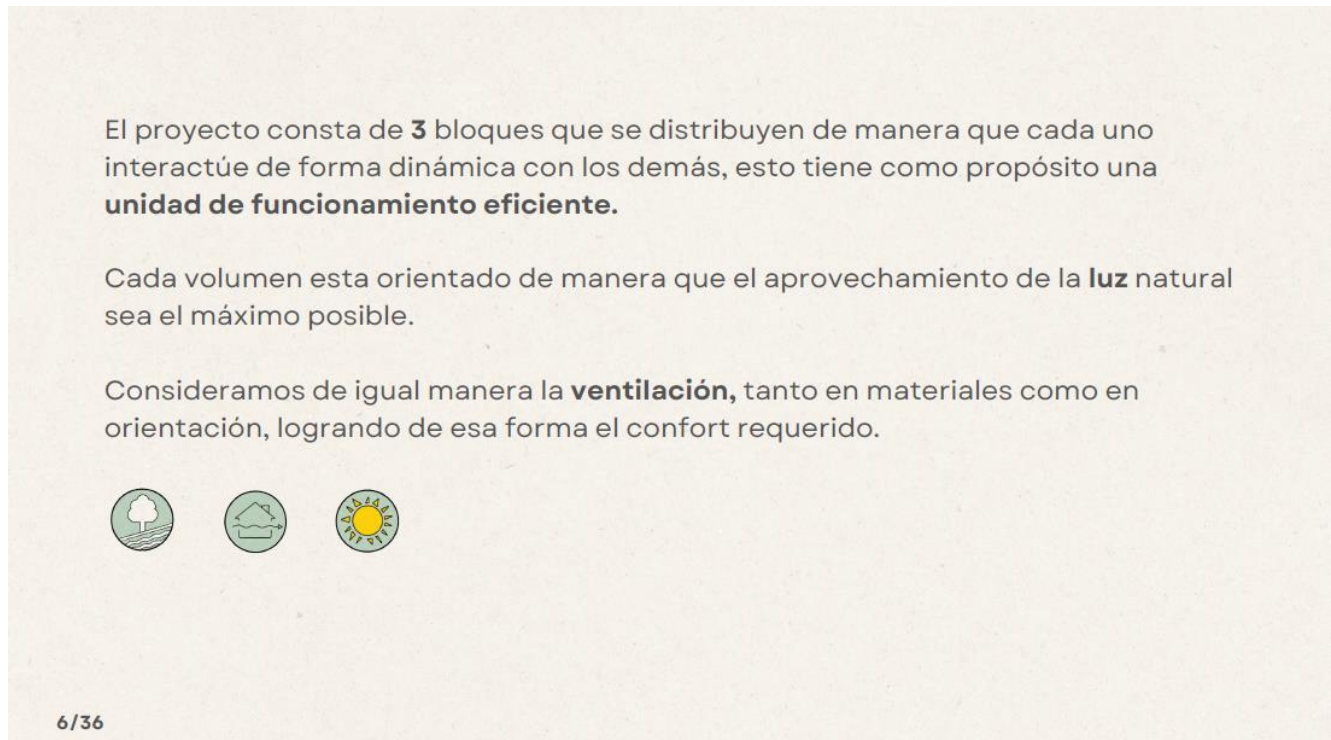 El proyecto consta de 3 bloques que se distribuyen de manera que cada uno
interactúe de forma dinámica con los demás, esto tiene como propósito una
unidad de funcionamiento eficiente.
Cada volumen esta orientado de manera que el aprovechamiento de la luz natural
sea el máximo posible.
Consideramos de igual manera la ventilación, tanto en materiales como en
orientación, logrando de esa forma el confort requerido.
6/36